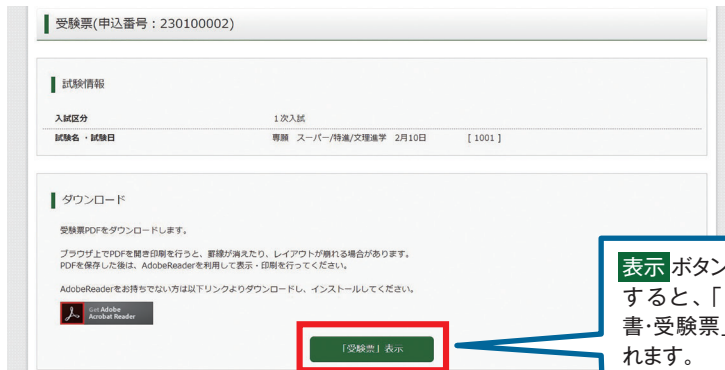 受験票(申込番号：230100002)
試験情報
入試区分 1次入試
試験名・試験日 専願 スーパー/特進/文理進学 2月10日 [ 1001 ]
ダウンロード
受験票PDFをダウンロードします。
ブラウザ上でPDFを開き印刷を行うと、罫線が消えたり、レイアウトが崩れる場合があります。
PDFを保存した後は、AdobeReaderを利用して表示・印刷を行ってください。
AdobeReaderをお持ちでない方は以下リンクよりダウンロードし、インストールしてください。
Get Adobe
Acrobat Reader
「受験票」表示
表示ボタン
すると、「
書・受験票」
れます。